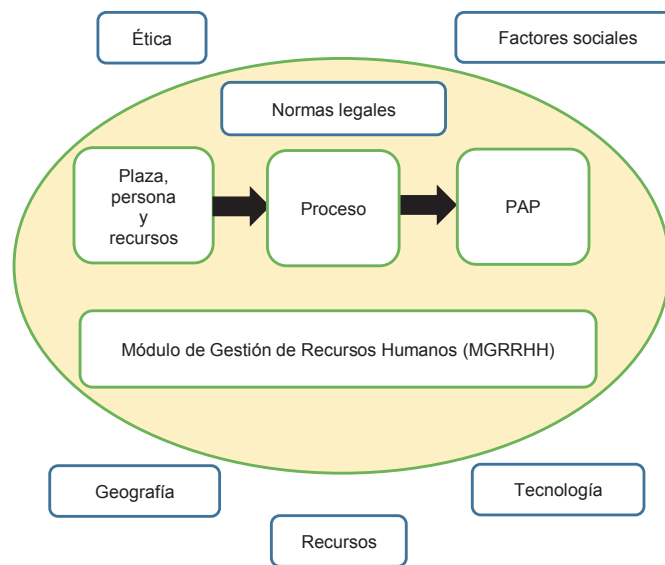 Ética
Factores sociales
Normas legales
Plaza,
persona
y
recursos
Proceso
PAP
Módulo de Gestión de Recursos Humanos (MGRRHH)
Geografía
Tecnología
Recursos